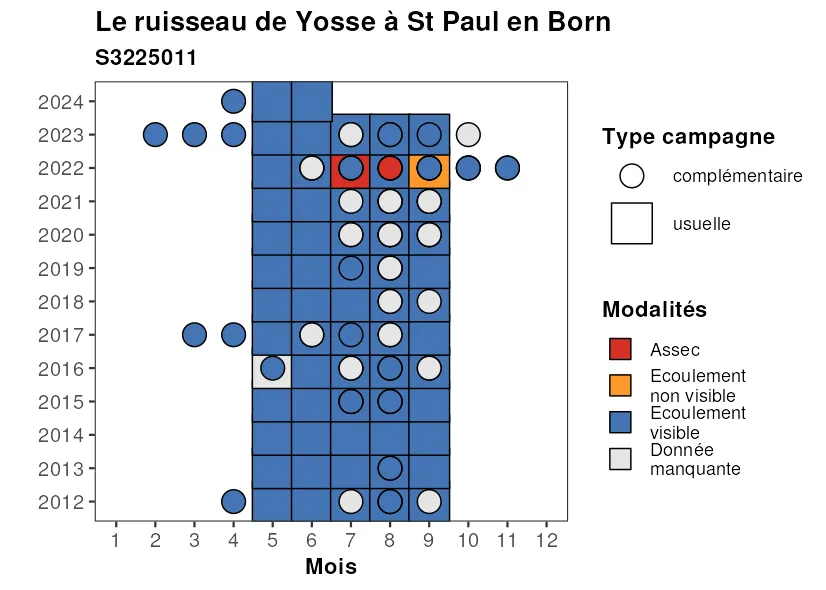 Le ruisseau de Yosse à St Paul en Born
S3225011
2024
2023
2022
2021
2020
2019
2018
2017
2016
2015
2014
2013
2012
1 2 3 4 5 6 7 8 9 10 11 12
Mois
Type campagne
complémentaire
usuelle
Modalités
Assec
Ecoulement
non visible
Ecoulement
visible
Donnée
manquante